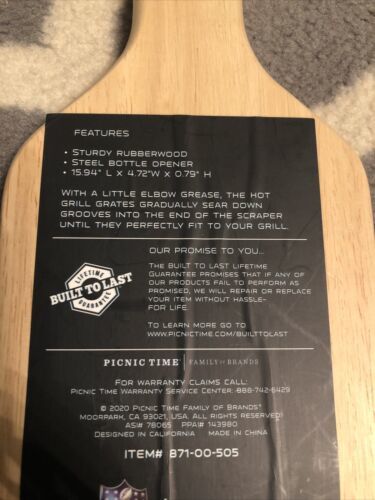 FEATURES
• STURDY RUBBERWOOD
• STEEL BOTTLE OPENER
• 15.94" L X 4.72"W X 0.79" H
WITH A LITTLE ELBOW GREASE, THE HOT
GRILL GRATES GRADUALLY SEAR DOWN
GROOVES INTO THE END OF THE SCRAPER
UNTIL THEY PERFECTLY FIT TO YOUR GRILL.
LIFETIME
BUILT TO LAST
GUARANTEE
OUR PROMISE TO YOU...
THE BUILT TO LAST LIFETIME
GUARANTEE PROMISES THAT IF ANY OF
OUR PRODUCTS FAIL TO PERFORM AS
PROMISED, WE WILL REPAIR OR REPLACE
YOUR ITEM WITHOUT HASSLE-
FOR LIFE
TO LEARN MORE GO TO
WWW.PICNICTIME.COM/BUILTTOLAST
PICNIC TIME | FAMILY OF BRANDS
FOR WARRANTY CLAIMS CALL:
PICNIC TIME WARRANTY SERVICE CENTER: 888-742-6429
© 2020 PICNIC TIME FAMILY OF BRANDS®
MOORPARK, CA 93021, USA. ALL RIGHTS RESERVED!
ASI# 78065 PPAI# 143980
DESIGNED IN CALIFORNIA MADE IN CHINA
ITEM# 871-00-505
NFL